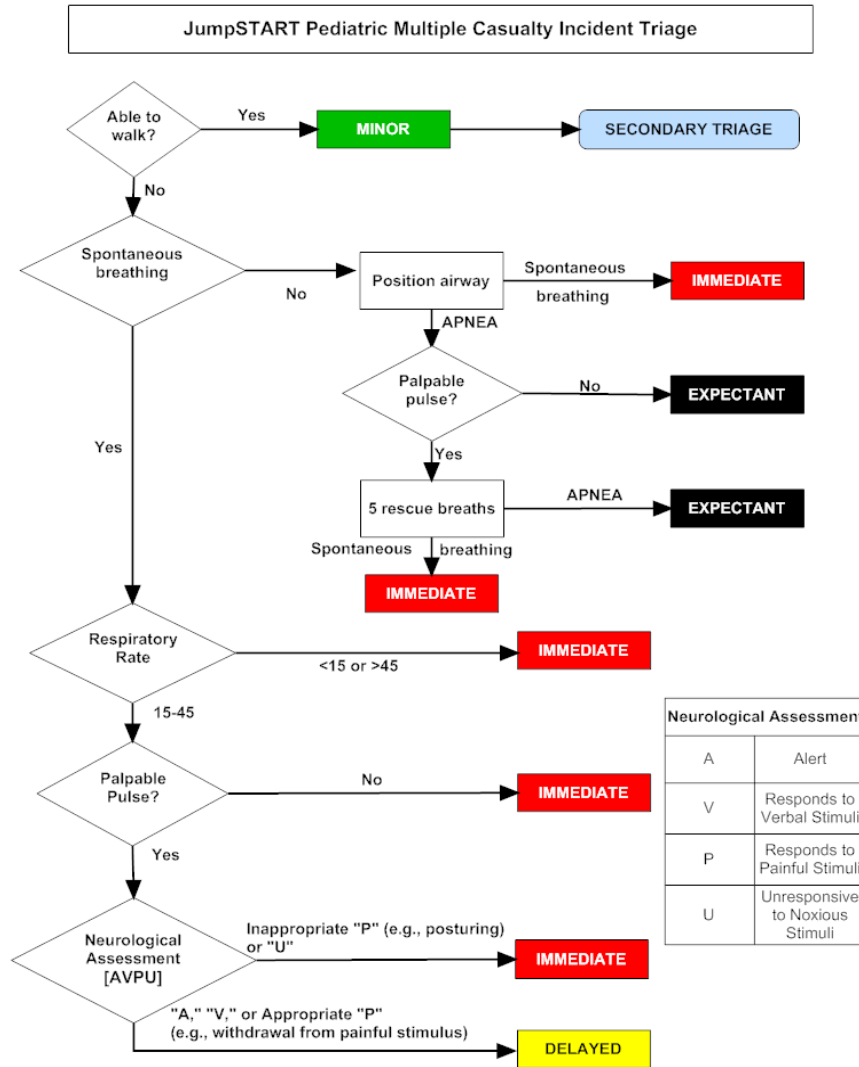 JumpSTART Pediatric Multiple Casualty Incident Triage
Able to
walk?
Yes
MINOR
SECONDARY TRIAGE
No
Spontaneous
breathing
No
Position airway
Spontaneous
breathing
IMMEDIATE
APNEA
Palpable
pulse?
No
EXPECTANT
Yes
Yes
5 rescue breaths
APNEA
EXPECTANT
Spontaneous
breathing
IMMEDIATE
Respiratory
Rate
<15 or >45
IMMEDIATE
15-45
Palpable
Pulse?
No
IMMEDIATE
Yes
Neurological
Assessment
[AVPU]
Inappropriate "P" (e.g., posturing)
or "U"
IMMEDIATE
"A," "V," or Appropriate "P"
(e.g., withdrawal from painful stimulus)
DELAYED
Neurological Assessment
A
Alert
V
Responds to
Verbal Stimuli
P
Responds to
Painful Stimuli
U
Unresponsive
to Noxious
Stimuli